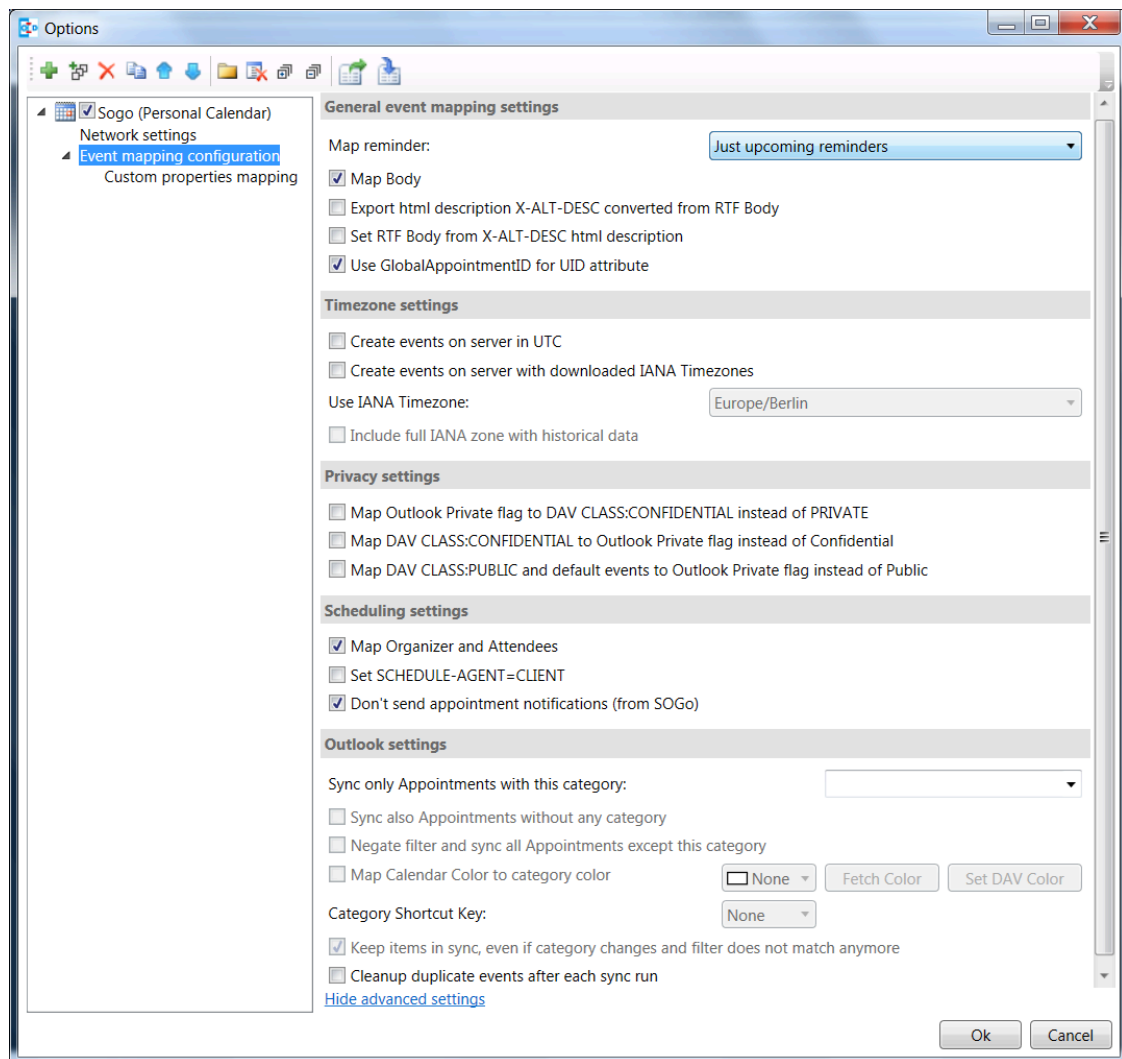 Options
Sogo (Personal Calendar)
Network settings
Event mapping configuration
Custom properties mapping
General event mapping settings
Map reminder: Just upcoming reminders
Map Body
Export html description X-ALT-DESC converted from RTF Body
Set RTF Body from X-ALT-DESC html description
Use GlobalAppointmentID for UID attribute
Timezone settings
Create events on server in UTC
Create events on server with downloaded IANA Timezones
Use IANA Timezone: Europe/Berlin
Include full IANA zone with historical data
Privacy settings
Map Outlook Private flag to DAV CLASS:CONFIDENTIAL instead of PRIVATE
Map DAV CLASS:CONFIDENTIAL to Outlook Private flag instead of Confidential
Map DAV CLASS:PUBLIC and default events to Outlook Private flag instead of Public
Scheduling settings
Map Organizer and Attendees
Set SCHEDULE-AGENT=CLIENT
Don't send appointment notifications (from SOGo)
Outlook settings
Sync only Appointments with this category:
Sync also Appointments without any category
Negate filter and sync all Appointments except this category
Map Calendar Color to category color None Fetch Color Set DAV Color
Category Shortcut Key: None
Keep items in sync, even if category changes and filter does not match anymore
Cleanup duplicate events after each sync run
Hide advanced settings
Ok Cancel